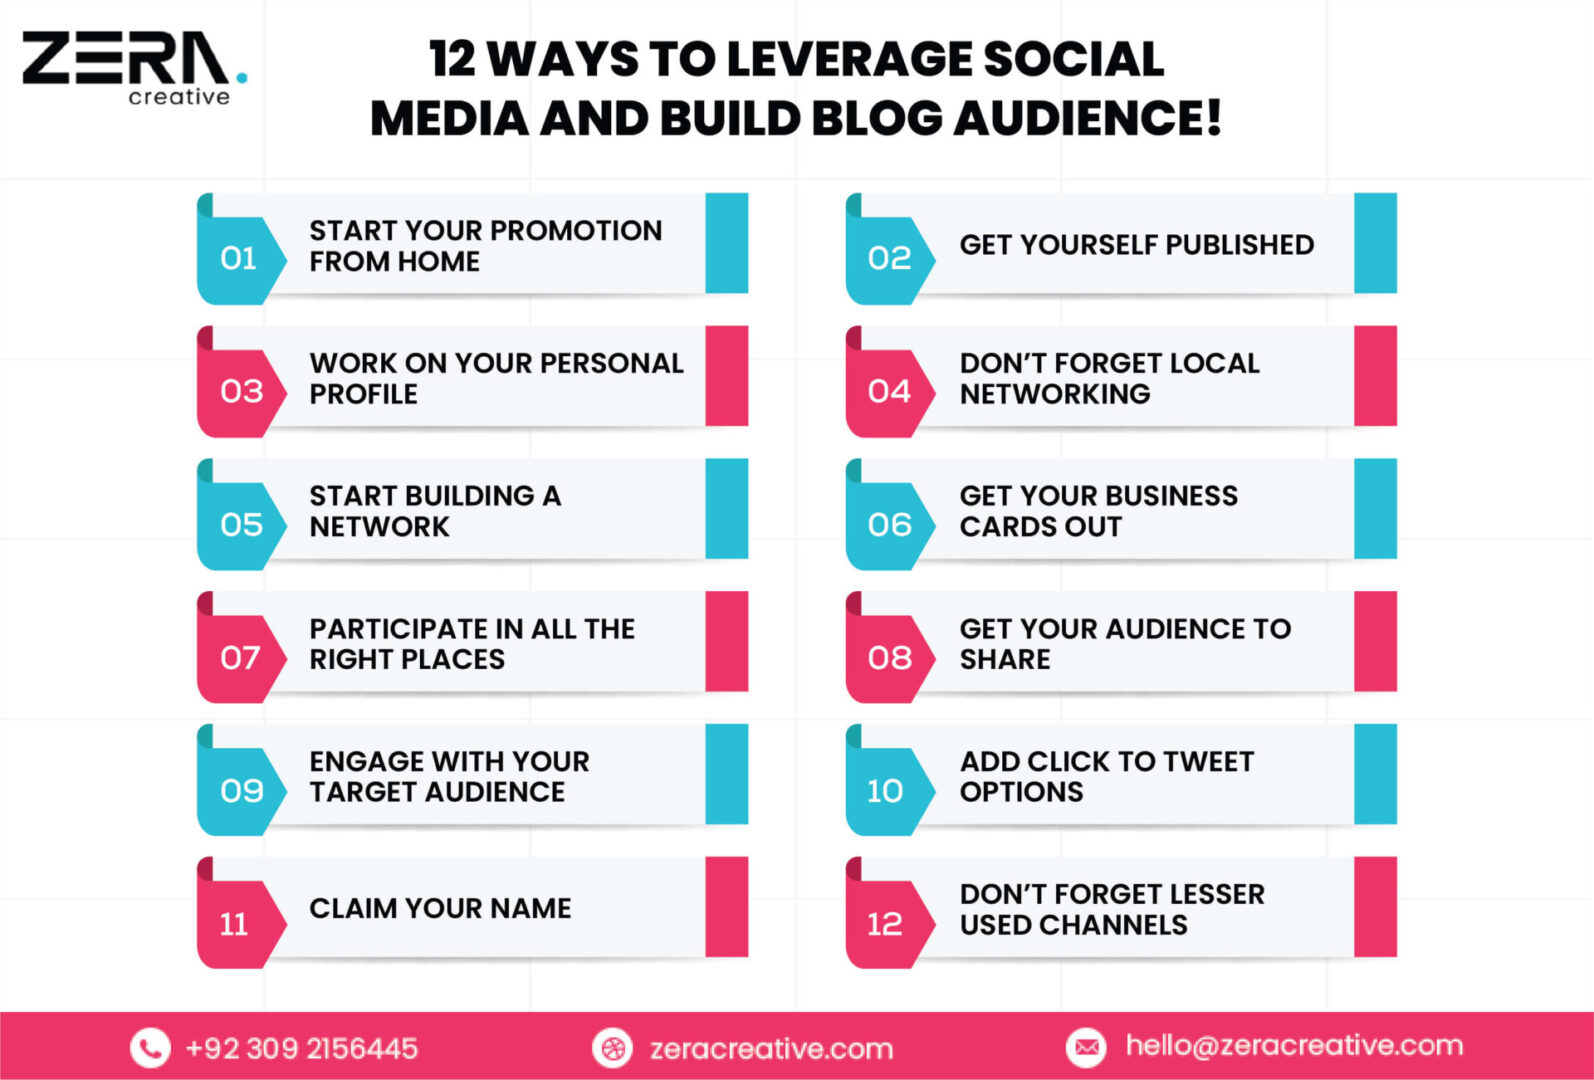 ZERA.
creative
12 WAYS TO LEVERAGE SOCIAL
MEDIA AND BUILD BLOG AUDIENCE!
01
START YOUR PROMOTION
FROM HOME
02
GET YOURSELF PUBLISHED
03
WORK ON YOUR PERSONAL
PROFILE
04
DON'T FORGET LOCAL
NETWORKING
05
START BUILDING A
NETWORK
06
GET YOUR BUSINESS
CARDS OUT
07
PARTICIPATE IN ALL THE
RIGHT PLACES
08
GET YOUR AUDIENCE TO
SHARE
09
ENGAGE WITH YOUR
TARGET AUDIENCE
10
ADD CLICK TO TWEET
OPTIONS
11
CLAIM YOUR NAME
12
DON'T FORGET LESSER
USED CHANNELS
+92 309 2156445
zeracreative.com
hello@zeracreative.com